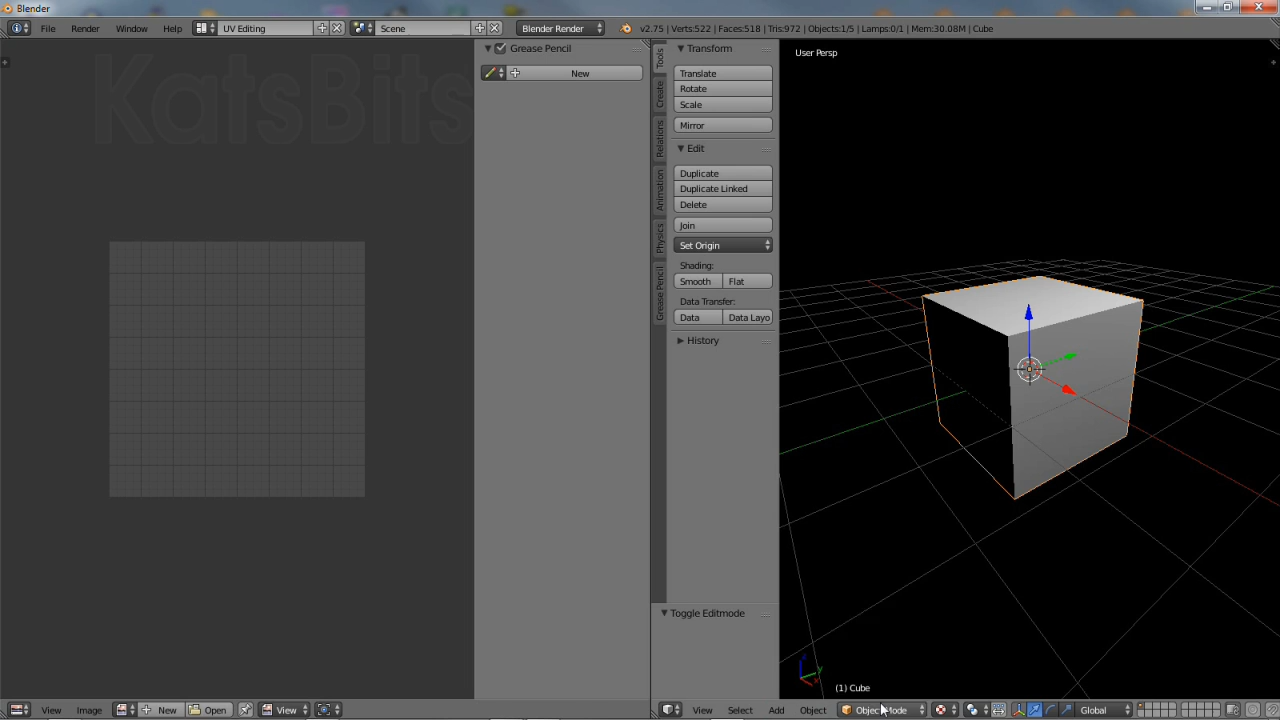 Blender
File Render Window Help UV Editing Scene Blender Render v2.75 | Verts:522 | Faces:518 | Tris:972 | Objects:1/5 | Lamps:0/1 | Mem:30.08M | Cube
KatsBits
Grease Pencil
New
Tools
Create
Relations
Animation
Physics
Grease Pencil
Transform
Translate
Rotate
Scale
Mirror
Edit
Duplicate
Duplicate Linked
Delete
Join
Set Origin
Shading:
Smooth Flat
Data Transfer:
Data Data Layo
History
Toggle Editmode
User Persp
z
y
x
(1) Cube
View Image New Open View
View Select Add Object Object Mode Global